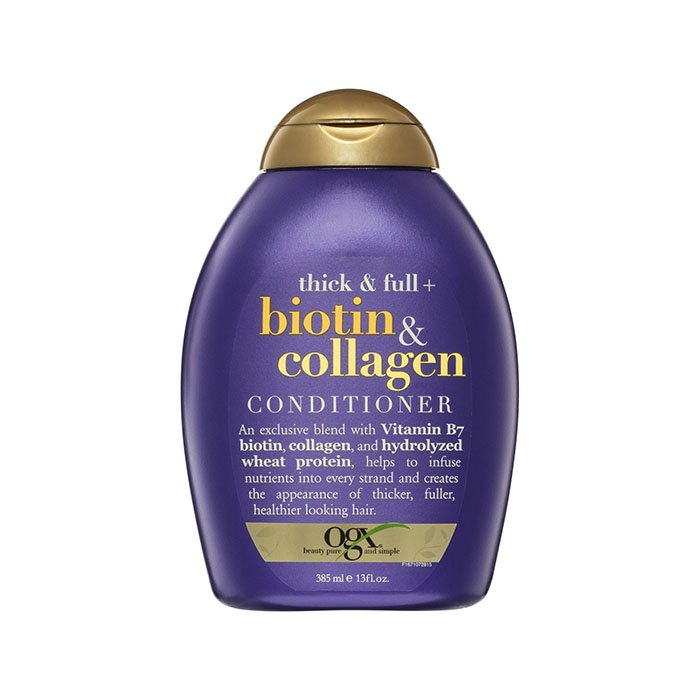 thick & full +
biotin &
collagen
CONDITIONER
An exclusive blend with Vitamin B7
biotin, collagen, and hydrolyzed
wheat protein, helps to infuse
nutrients into every strand and creates
the appearance of thicker, fuller,
healthier looking hair.
ogx®
beauty pure and simple
F1671072815
385 ml e 13fl.oz.